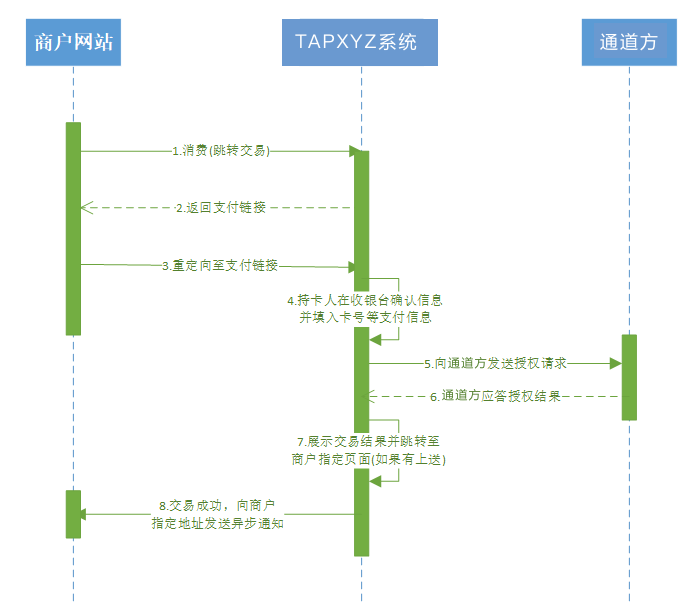 商户网站
TAPXYZ系统
通道方
1.消费(跳转交易)
2.返回支付链接
3.重定向至支付链接
4.持卡人在收银台确认信息
并填入卡号等支付信息
5.向通道方发送授权请求
6.通道方应答授权结果
7.展示交易结果并跳转至
商户指定页面(如果有上送)
8.交易成功，向商户
指定地址发送异步通知